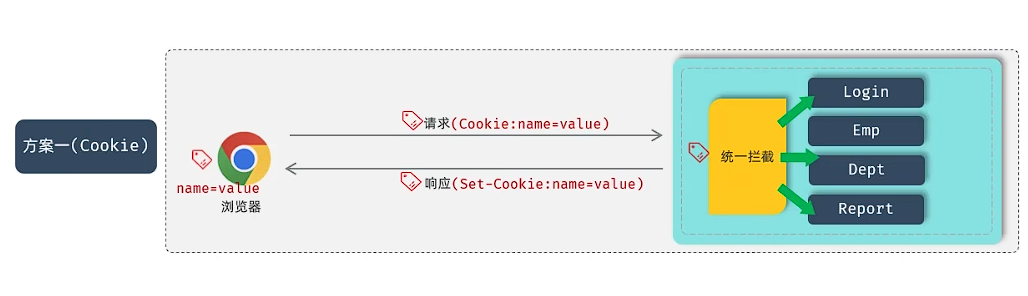 方案一(Cookie)
name=value
浏览器
请求(Cookie:name=value)
响应(Set-Cookie:name=value)
统一拦截
Login
Emp
Dept
Report